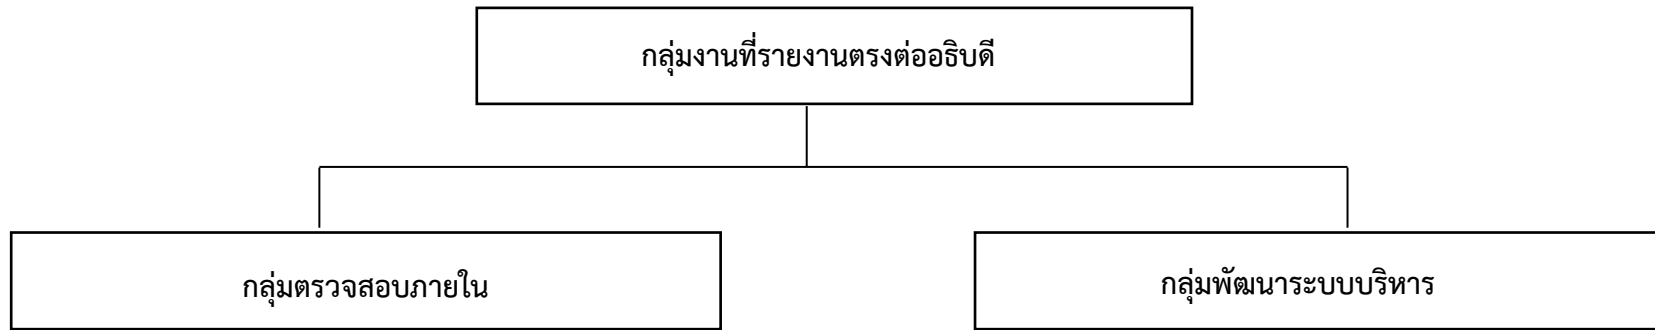 กลุ่มงานที่รายงานตรงต่ออธิบดี
กลุ่มตรวจสอบภายใน
กลุ่มพัฒนาระบบบริหาร